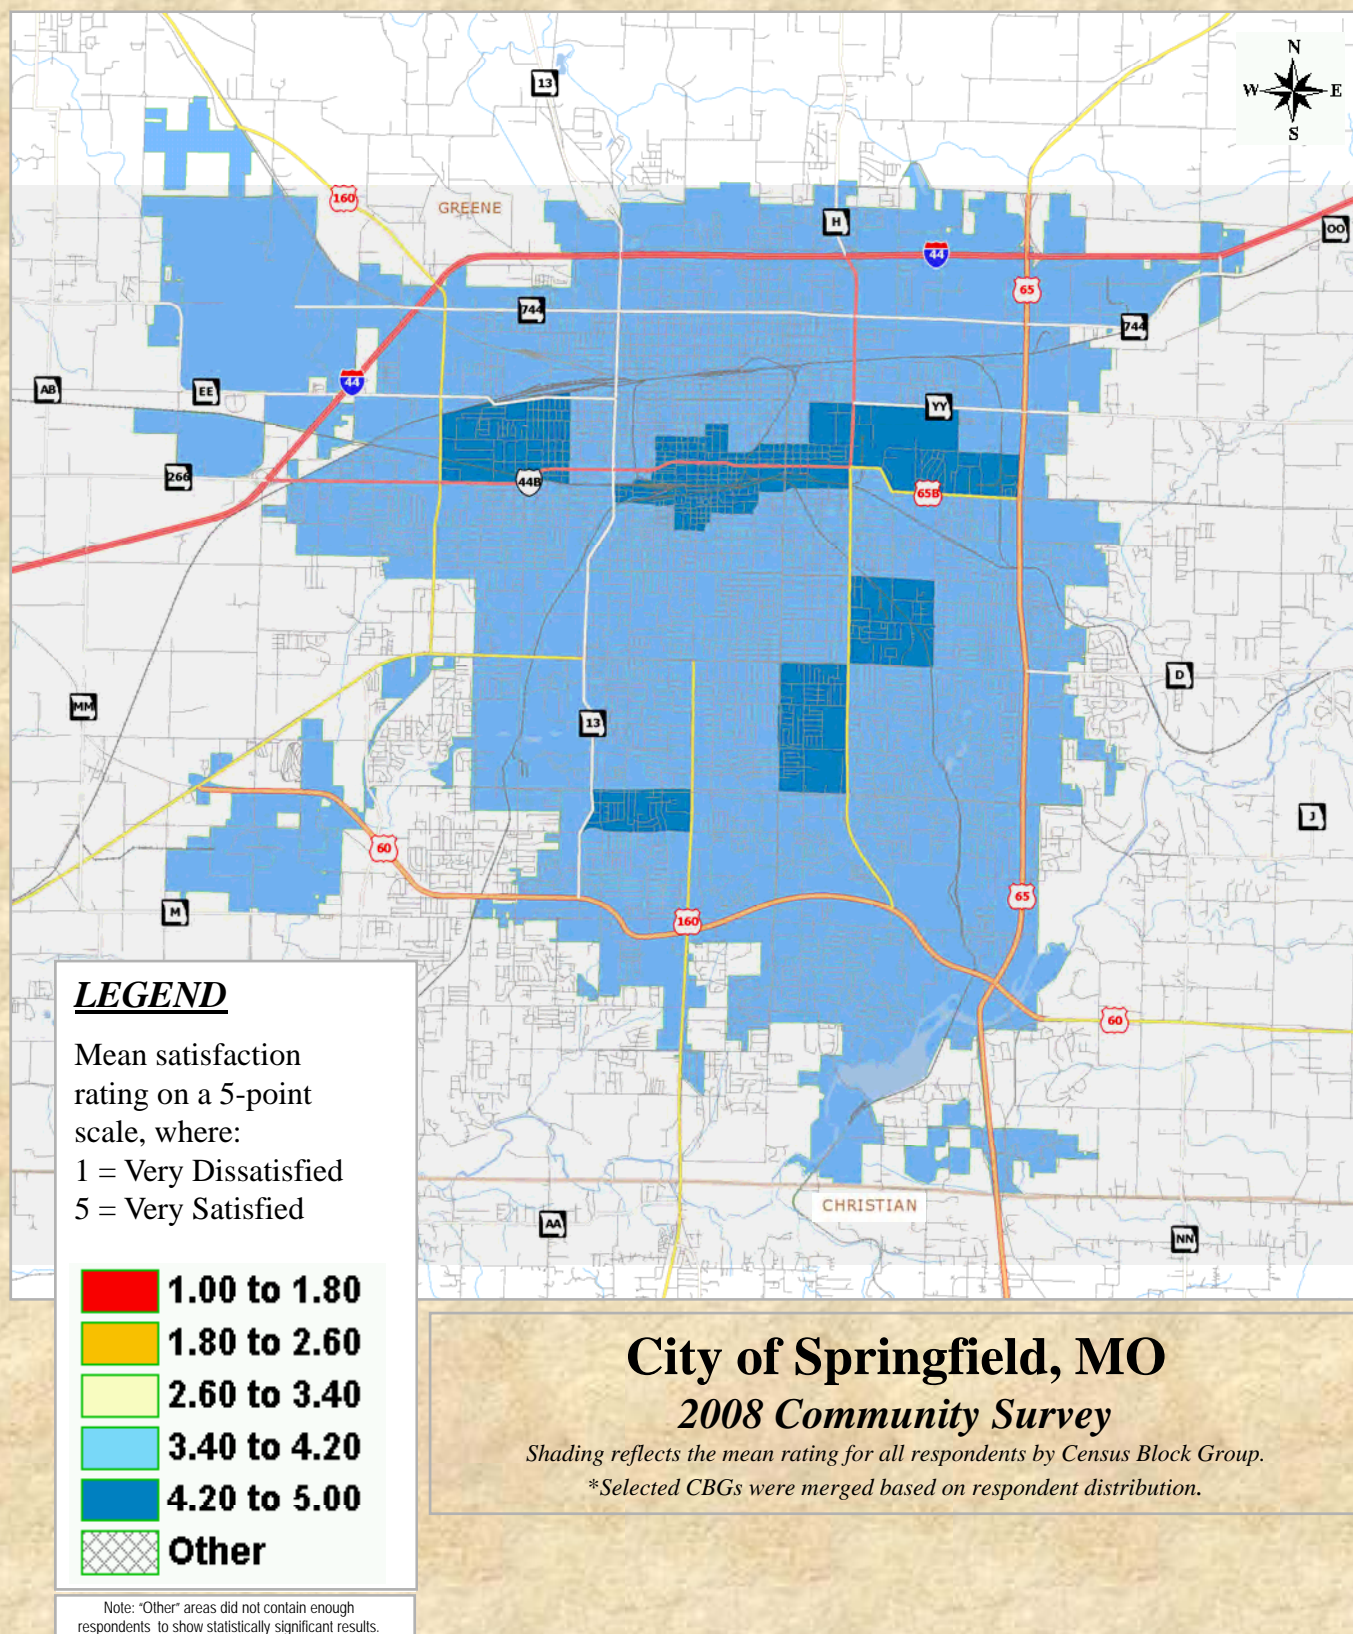 N
W E
S
13
160
GREENE
H
OO
44
65
744
744
44
AB
EE
YY
266
44B
65B
D
MM
13
J
60
65
M
160
60
CHRISTIAN
AA
NN
LEGEND
Mean satisfaction
rating on a 5-point
scale, where:
1 = Very Dissatisfied
5 = Very Satisfied
1.00 to 1.80
1.80 to 2.60
2.60 to 3.40
3.40 to 4.20
4.20 to 5.00
Other
Note: “Other” areas did not contain enough
respondents to show statistically significant results.
City of Springfield, MO
2008 Community Survey
Shading reflects the mean rating for all respondents by Census Block Group.
*Selected CBGs were merged based on respondent distribution.